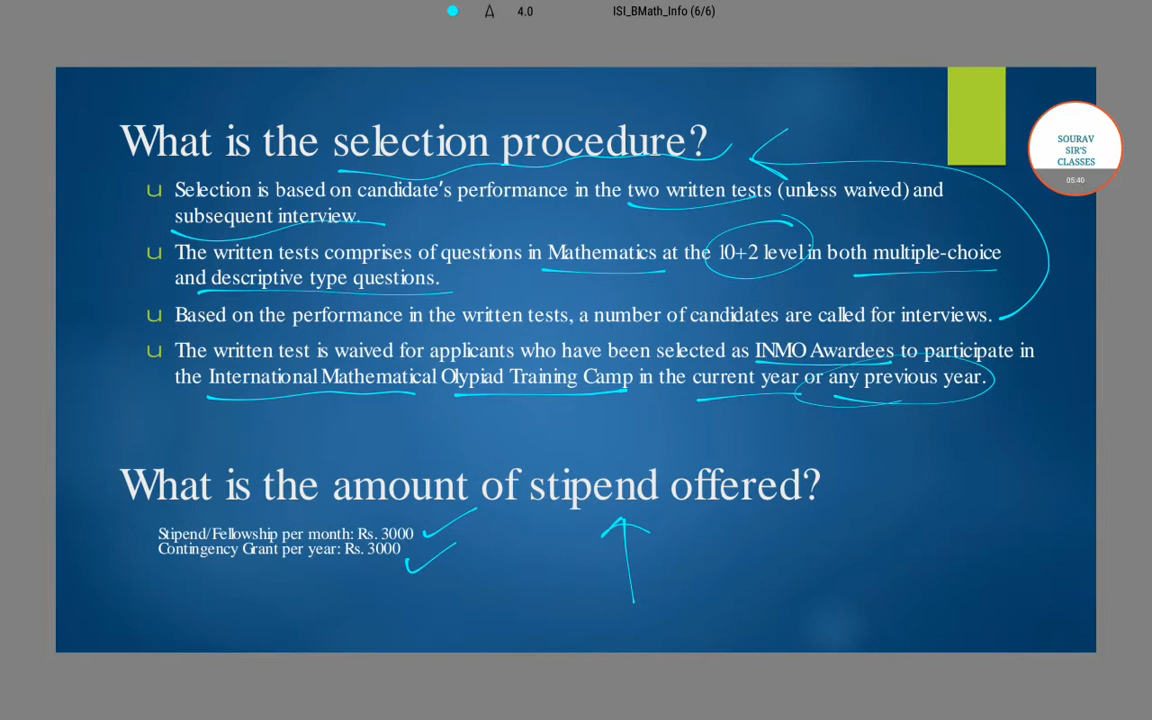 4.0 ISI_BMath_Info (6/6)
What is the selection procedure?
SOURAV
SIR'S
CLASSES
05:40
Selection is based on candidate's performance in the two written tests (unless waived) and
subsequent interview.
The written tests comprises of questions in Mathematics at the 10+2 level in both multiple-choice
and descriptive type questions.
Based on the performance in the written tests, a number of candidates are called for interviews.
The written test is waived for applicants who have been selected as INMO Awardees to participate in
the International Mathematical Olypiad Training Camp in the current year or any previous year.
What is the amount of stipend offered?
Stipend/Fellowship per month: Rs. 3000
Contingency Grant per year: Rs. 3000